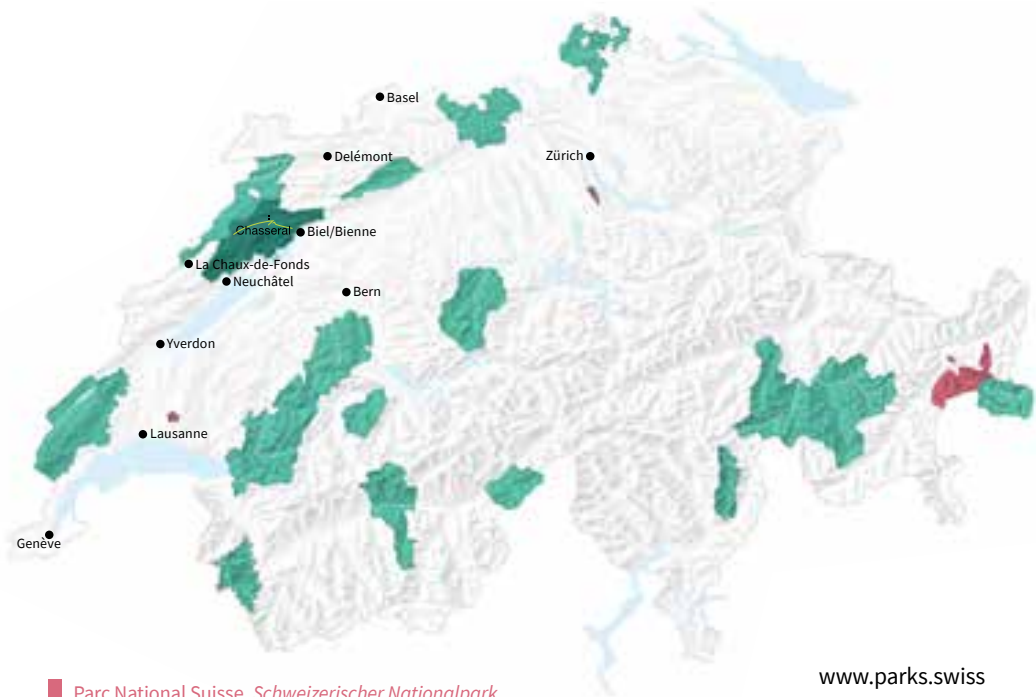 Basel
Delémont
Zürich
Chasseral
Biel/Bienne
La Chaux-de-Fonds
Neuchâtel
Bern
Yverdon
Lausanne
Genève
www.parks.swiss
Parc National Suisse Schweizerischer Nationalpark